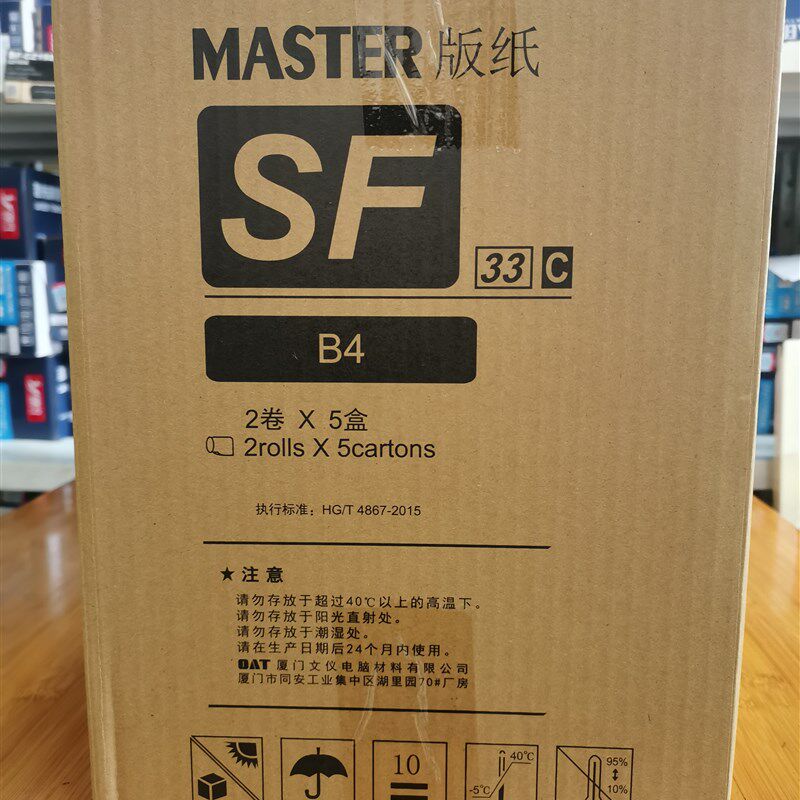 MASTER 版纸
SF
33 C
B4
2卷 X 5盒
2rolls X 5cartons
执行标准：HG/T 4867-2015
★ 注意
请勿存放于超过40℃以上的高温下。
请勿存放于阳光直射处。
请勿存放于潮湿处。
请在生产日期后24个月内使用。
OAT 厦门文仪电脑材料有限公司
厦门市同安工业集中区湖里园70#厂房
10
40℃
-5℃
95%
10%